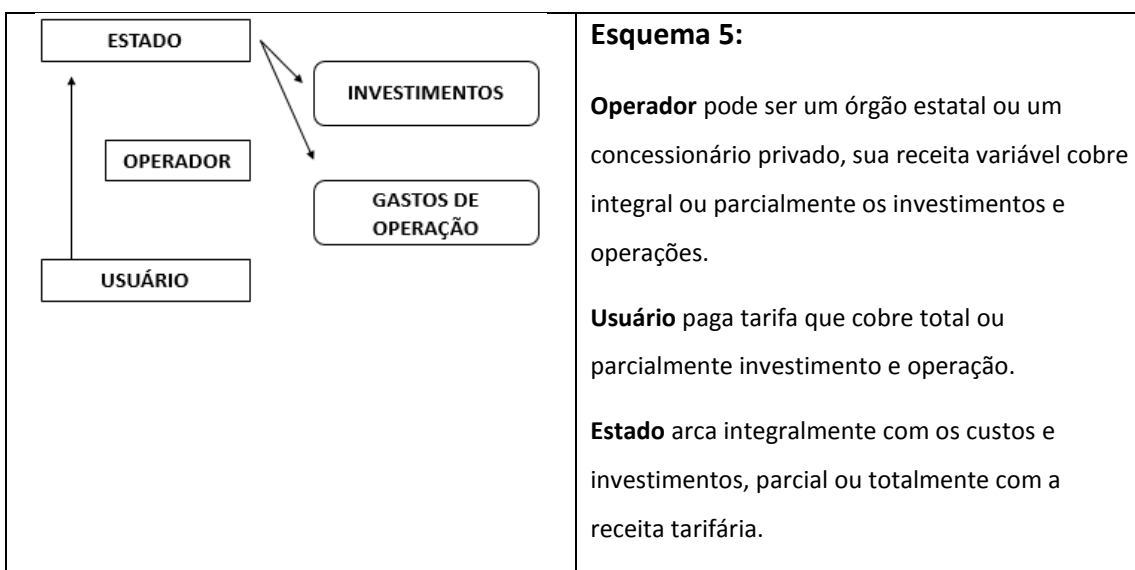 ESTADO
INVESTIMENTOS
OPERADOR
GASTOS DE
OPERAÇÃO
USUÁRIO
Esquema 5:
Operador pode ser um órgão estatal ou um
concessionário privado, sua receita variável cobre
integral ou parcialmente os investimentos e
operações.
Usuário paga tarifa que cobre total ou
parcialmente investimento e operação.
Estado arca integralmente com os custos e
investimentos, parcial ou totalmente com a
receita tarifária.